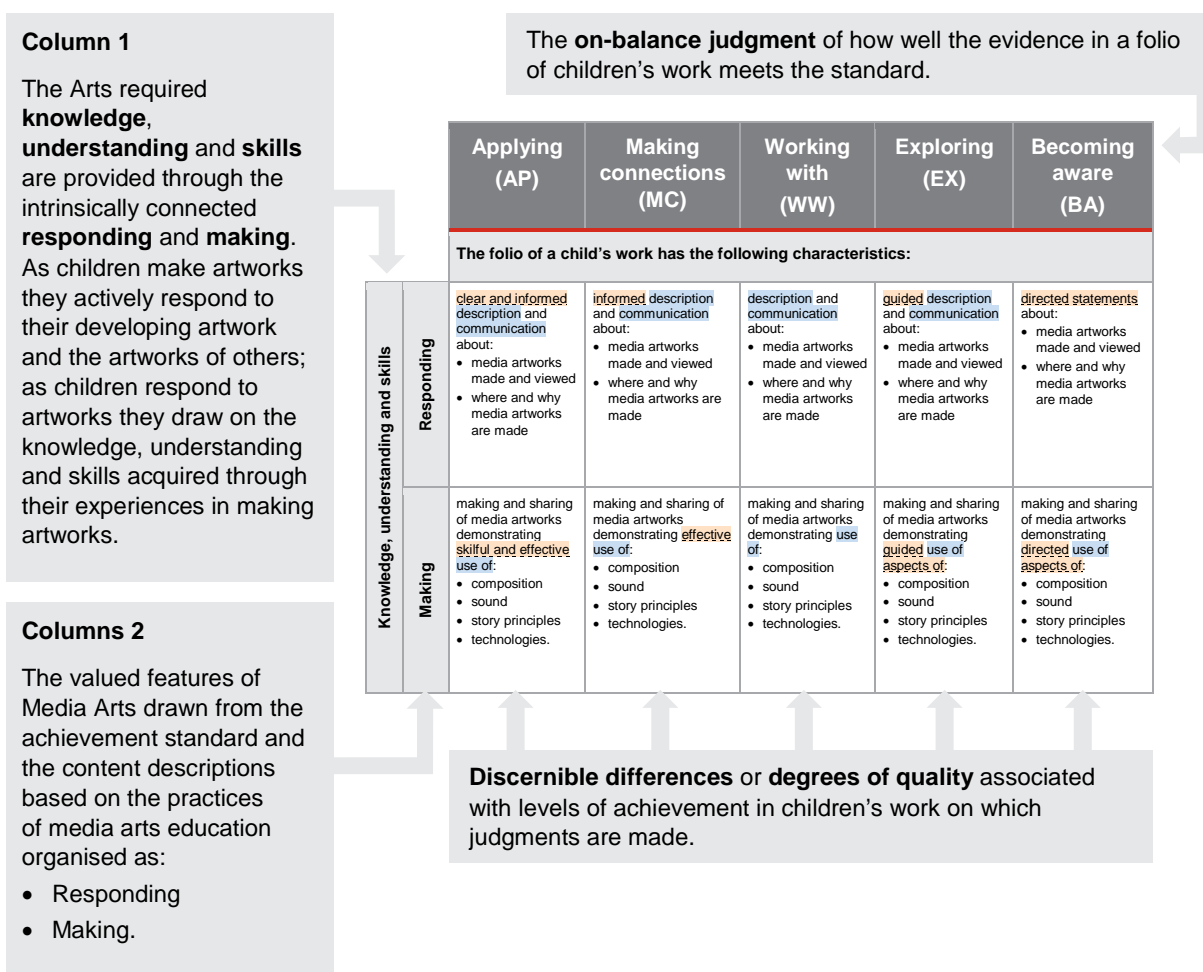 Column 1
The Arts required
knowledge,
understanding and skills
are provided through the
intrinsically connected
responding and making.
As children make artworks
they actively respond to
their developing artwork
and the artworks of others;
as children respond to
artworks they draw on the
knowledge, understanding
and skills acquired through
their experiences in making
artworks.
Columns 2
The valued features of
Media Arts drawn from the
achievement standard and
the content descriptions
based on the practices
of media arts education
organised as:
• Responding
• Making.
The on-balance judgment of how well the evidence in a folio
of children's work meets the standard.
Applying
(AP)
Making
connections
(MC)
Working
with
(WW)
Exploring
(EX)
Becoming
aware
(BA)
The folio of a child's work has the following characteristics:
Knowledge, understanding and skills
Responding
clear and informed
description and
communication
about:
• media artworks
made and viewed
• where and why
media artworks
are made
informed description
and communication
about:
• media artworks
made and viewed
• where and why
media artworks are
made
description and
communication
about:
• media artworks
made and viewed
• where and why
media artworks
are made
guided description
and communication
about:
• media artworks
made and viewed
• where and why
media artworks
are made
directed statements
about:
• media artworks
made and viewed
• where and why
media artworks
are made
Making
making and sharing
of media artworks
demonstrating
skilful and effective
use of:
• composition
• sound
• story principles
• technologies.
making and sharing of
media artworks
demonstrating effective
use of:
• composition
• sound
• story principles
• technologies.
making and sharing
of media artworks
demonstrating use
of:
• composition
• sound
• story principles
• technologies.
making and sharing
of media artworks
demonstrating
guided use of
aspects of:
• composition
• sound
• story principles
• technologies.
making and sharing
of media artworks
demonstrating
directed use of
aspects of:
• composition
• sound
• story principles
• technologies.
Discernible differences or degrees of quality associated
with levels of achievement in children's work on which
judgments are made.